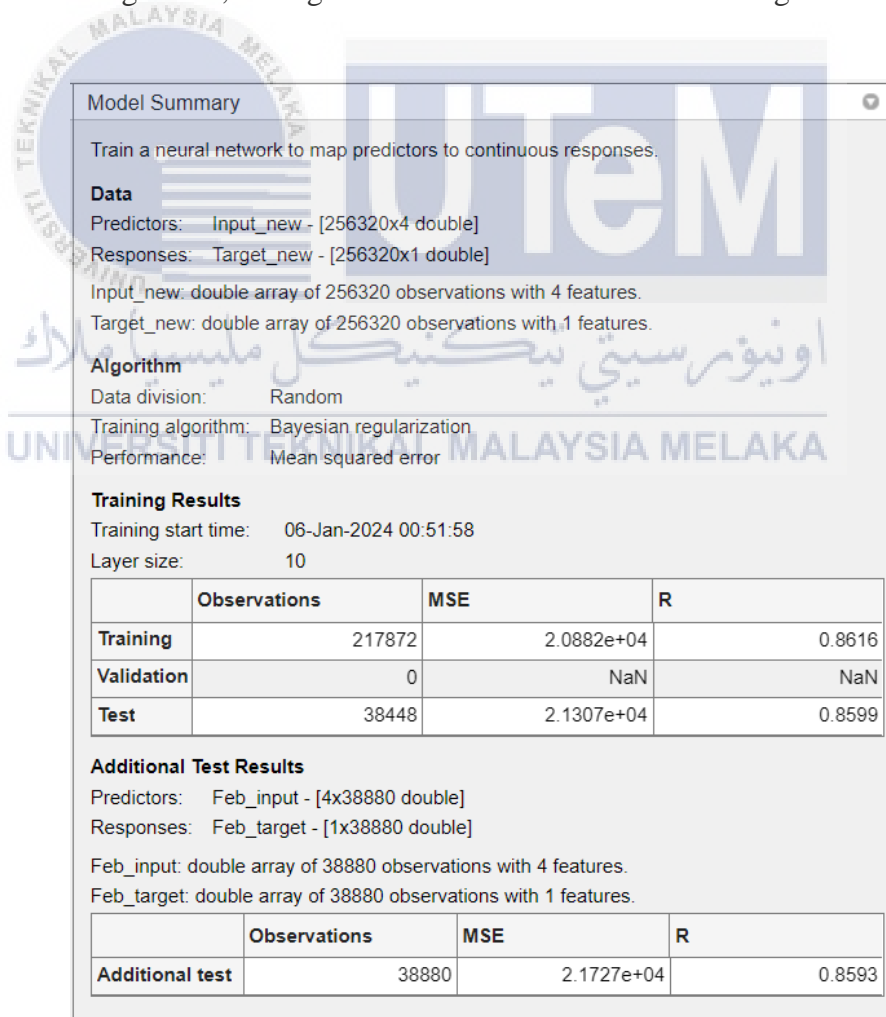 MALAYSIA
Model Summary
Train a neural network to map predictors to continuous responses.
Data
Predictors: Input_new - [256320x4 double]
Responses: Target_new - [256320x1 double]
Input_new: double array of 256320 observations with 4 features.
Target_new: double array of 256320 observations with 1 features.
UTeM
اونيورسيتي تيكنيكل مليسيا ملاك
Algorithm
Data division: Random
Training algorithm: Bayesian regularization
Performance: Mean squared error
UNIVERSITI TEKNIKAL MALAYSIA MELAKA
Training Results
Training start time: 06-Jan-2024 00:51:58
Layer size: 10
Observations MSE R
Training 217872 2.0882e+04 0.8616
Validation 0 NaN NaN
Test 38448 2.1307e+04 0.8599
Additional Test Results
Predictors: Feb_input - [4x38880 double]
Responses: Feb_target - [1x38880 double]
Feb_input: double array of 38880 observations with 4 features.
Feb_target: double array of 38880 observations with 1 features.
Observations MSE R
Additional test 38880 2.1727e+04 0.8593